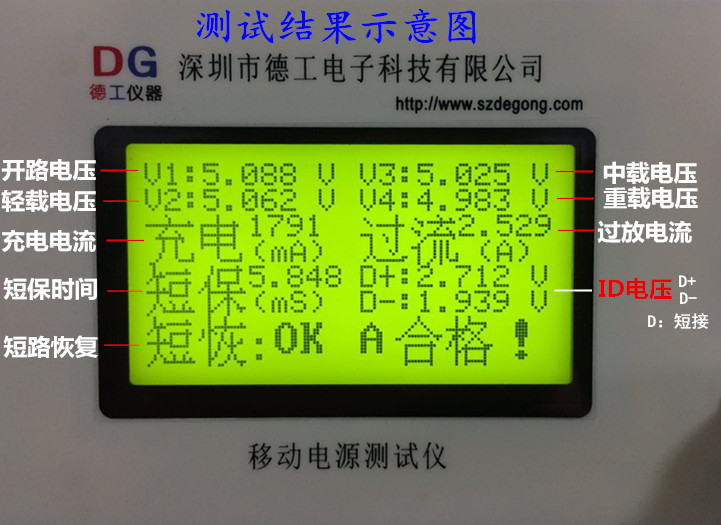 测试结果示意图
DG
德工仪器
深圳市德工电子科技有限公司
http://www.szdegong.com
开路电压
轻载电压
充电电流
短保时间
短路恢复
V1:5.088 V V3:5.025 V
V2:5.062 V V4:4.983 V
充电 1791 (mA) 过流 2.529 (A)
短保 5.848 (mS) D+:2.712 V
D-:1.939 V
短恢:OK A合格!
中载电压
重载电压
过放电流
ID电压 D+
D-
D:短接
移动电源测试仪